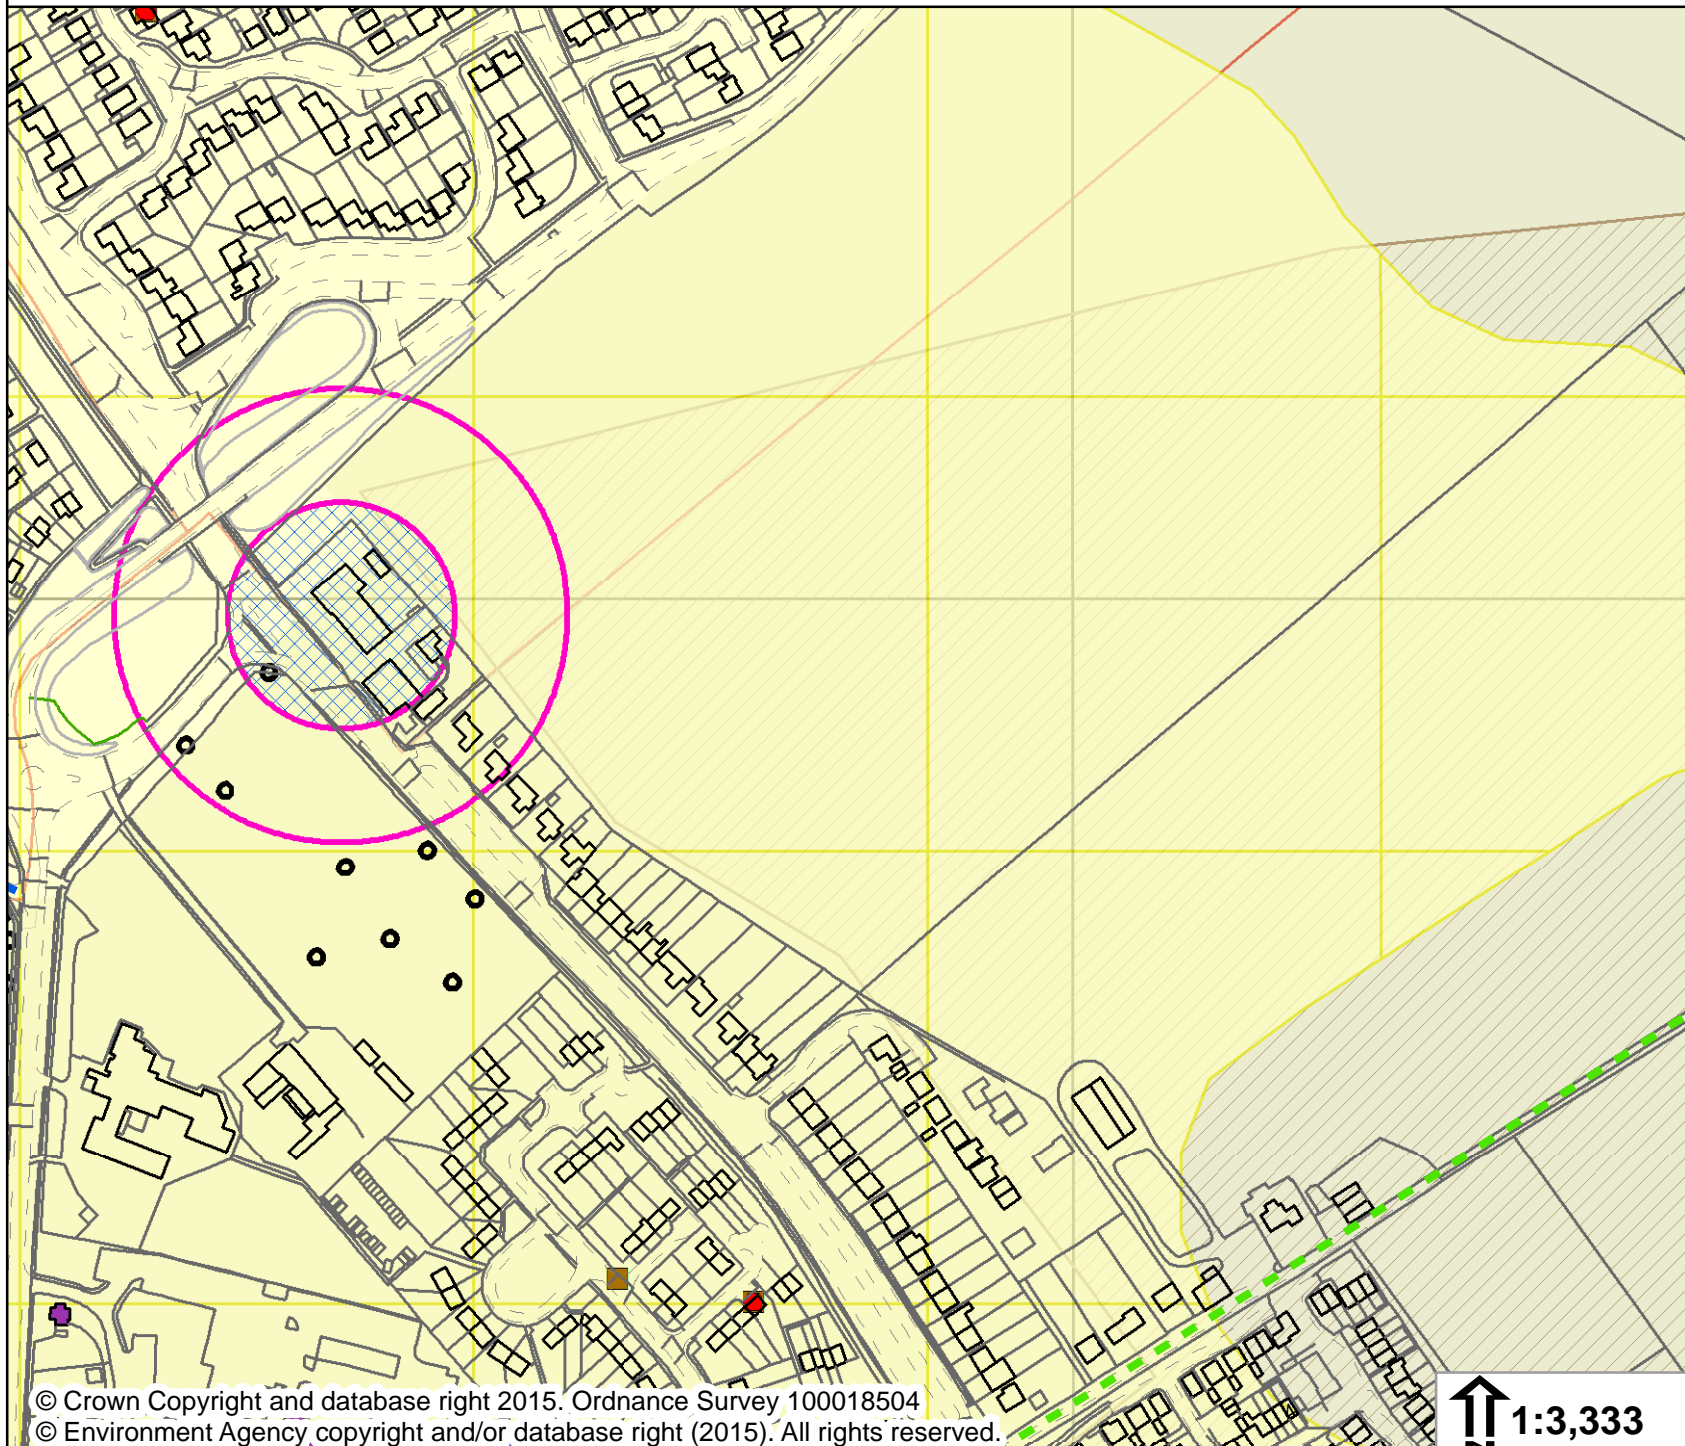 © Crown Copyright and database right 2015. Ordnance Survey 100018504
© Environment Agency copyright and/or database right (2015). All rights reserved.
1:3,333